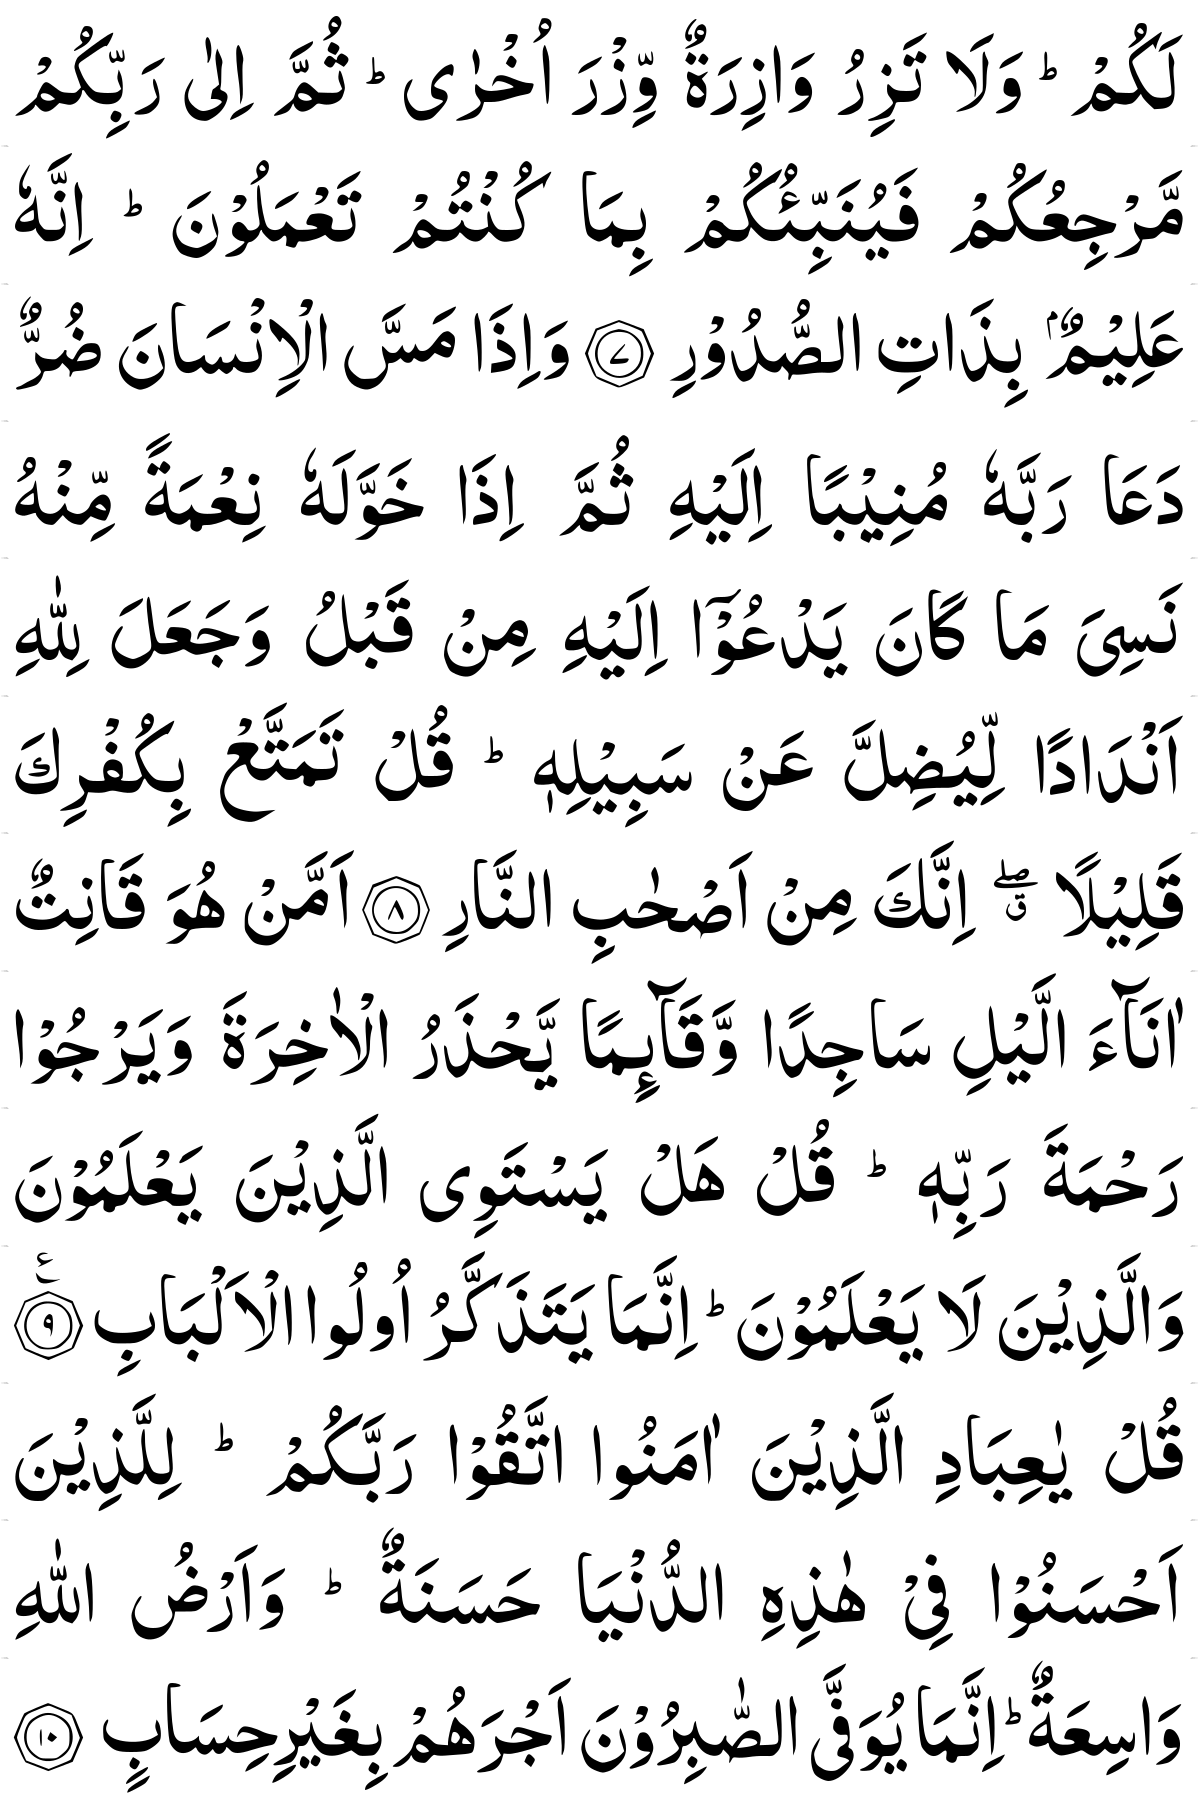 لَكُمْ ؕ وَلَا تَزِرُ وَازِرَةٌ وِّزْرَ اُخْرٰى ؕ ثُمَّ اِلٰى رَبِّكُمْ
مَّرْجِعُكُمْ فَيُنَبِّئُكُمْ بِمَا كُنْتُمْ تَعْمَلُوْنَ ؕ اِنَّهٗ
عَلِيْمٌۢ بِذَاتِ الصُّدُوْرِ ۝۷ وَاِذَا مَسَّ الْاِنْسَانَ ضُرٌّ
دَعَا رَبَّهٗ مُنِيْبًا اِلَيْهِ ثُمَّ اِذَا خَوَّلَهٗ نِعْمَةً مِّنْهُ
نَسِىَ مَا كَانَ يَدْعُوْۤا اِلَيْهِ مِنْ قَبْلُ وَجَعَلَ لِلّٰهِ
اَنْدَادًا لِّيُضِلَّ عَنْ سَبِيْلِهٖ ؕ قُلْ تَمَتَّعْ بِكُفْرِكَ
قَلِيْلًا ۖۗ اِنَّكَ مِنْ اَصْحٰبِ النَّارِ ۝۸ اَمَّنْ هُوَ قَانِتٌ
اٰنَآءَ الَّيْلِ سَاجِدًا وَّقَآئِمًا يَّحْذَرُ الْاٰخِرَةَ وَيَرْجُوْا
رَحْمَةَ رَبِّهٖ ؕ قُلْ هَلْ يَسْتَوِى الَّذِيْنَ يَعْلَمُوْنَ
وَالَّذِيْنَ لَا يَعْلَمُوْنَ ؕ اِنَّمَا يَتَذَكَّرُ اُولُوا الْاَلْبَابِ ۝۹ ع
قُلْ يٰعِبَادِ الَّذِيْنَ اٰمَنُوا اتَّقُوْا رَبَّكُمْ ؕ لِلَّذِيْنَ
اَحْسَنُوْا فِىْ هٰذِهِ الدُّنْيَا حَسَنَةٌ ؕ وَاَرْضُ اللّٰهِ
وَاسِعَةٌ ؕ اِنَّمَا يُوَفَّى الصّٰبِرُوْنَ اَجْرَهُمْ بِغَيْرِ حِسَابٍ ۝۱۰